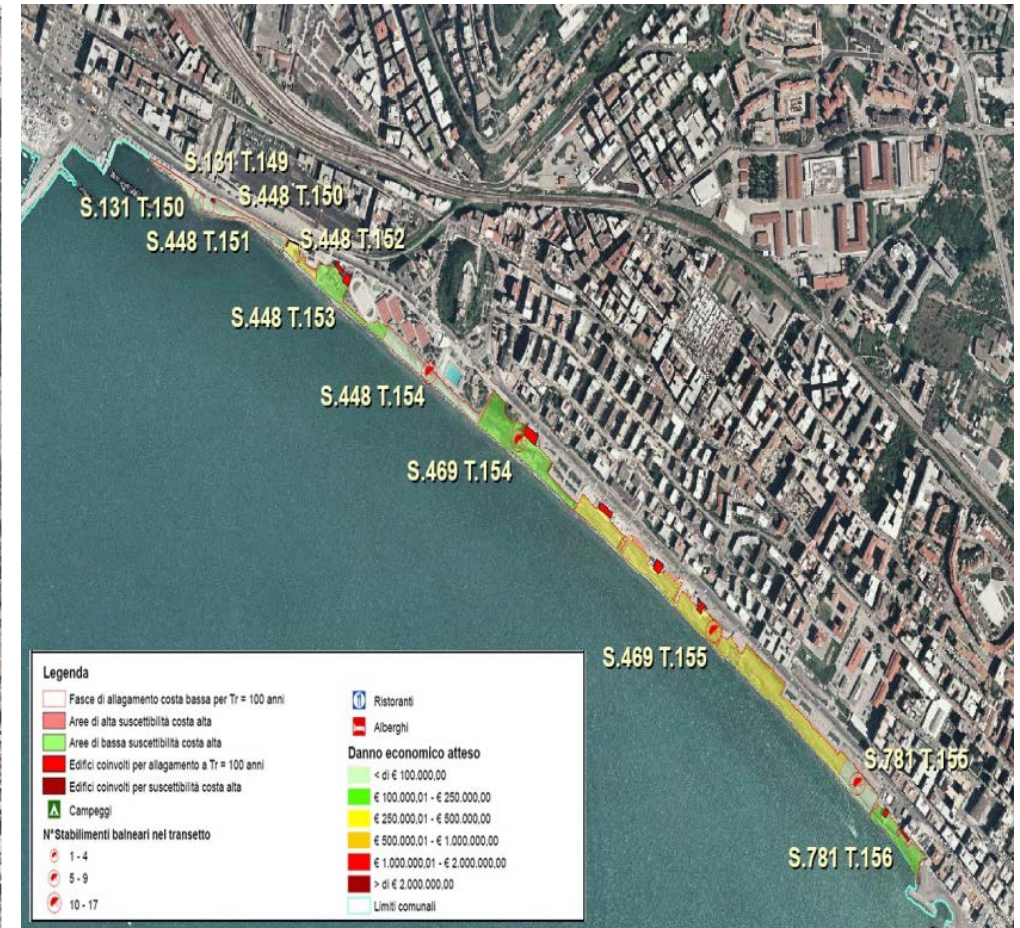 S.131 T.149
S.131 T.150
S.448 T.150
S.448 T.151
S.448 T.152
S.448 T.153
S.448 T.154
S.469 T.154
S.469 T.155
S.781 T.155
S.781 T.156
Legenda
Fasce di allagamento costa bassa per Tr = 100 anni
Aree di alta suscettibilità costa alta
Aree di bassa suscettibilità costa alta
Edifici coinvolti per allagamento a Tr = 100 anni
Edifici coinvolti per suscettibilità costa alta
Campeggi
N°Stabilimenti balneari nel transetto
1 - 4
5 - 9
10 - 17
Ristoranti
Alberghi
Danno economico atteso
< di € 100.000,00
€ 100.000,01 - € 250.000,00
€ 250.000,01 - € 500.000,00
€ 500.000,01 - € 1.000.000,00
€ 1.000.000,01 - € 2.000.000,00
> di € 2.000.000,00
Limiti comunali